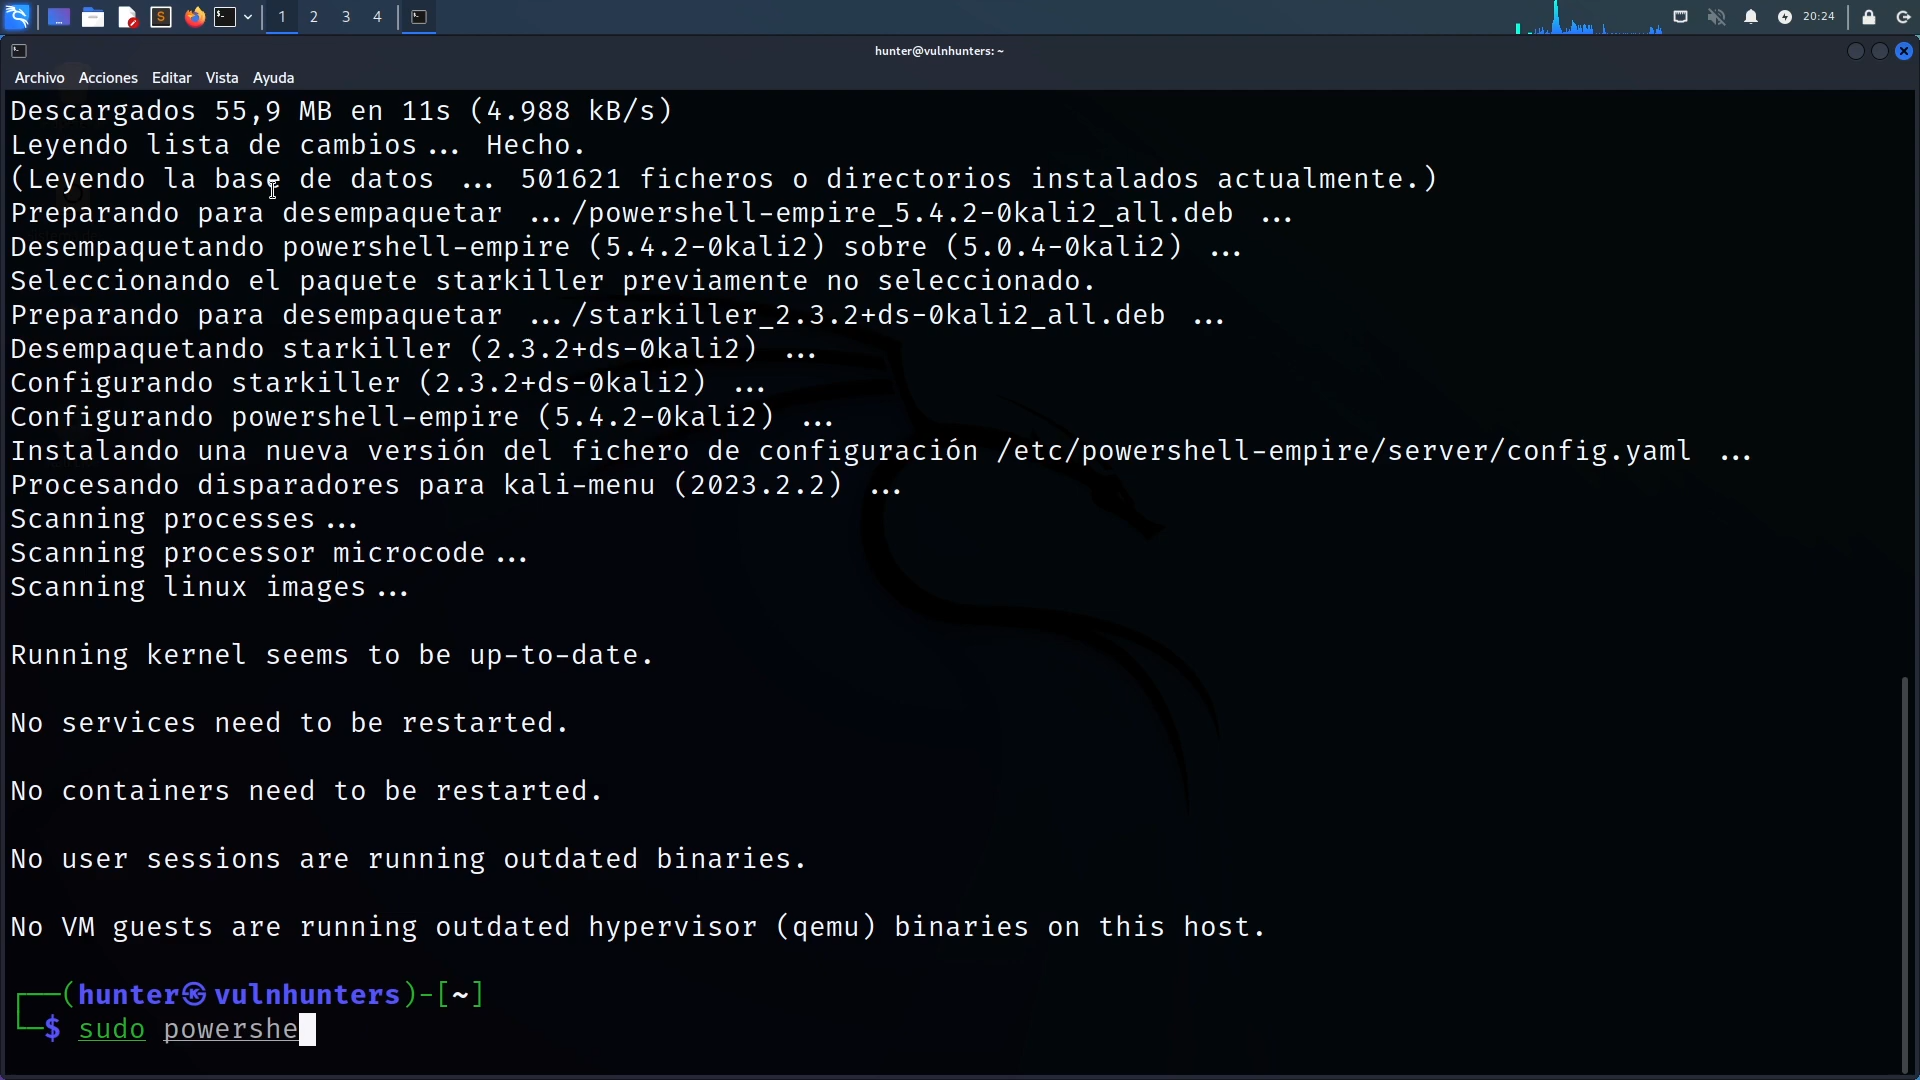 1 2 3 4
20:24
hunter@vulnhunters: ~
Archivo Acciones Editar Vista Ayuda
Descargados 55,9 MB en 11s (4.988 kB/s)
Leyendo lista de cambios... Hecho.
(Leyendo la base de datos ... 501621 ficheros o directorios instalados actualmente.)
Preparando para desempaquetar .../powershell-empire_5.4.2-0kali2_all.deb ...
Desempaquetando powershell-empire (5.4.2-0kali2) sobre (5.0.4-0kali2) ...
Seleccionando el paquete starkiller previamente no seleccionado.
Preparando para desempaquetar .../starkiller_2.3.2+ds-0kali2_all.deb ...
Desempaquetando starkiller (2.3.2+ds-0kali2) ...
Configurando starkiller (2.3.2+ds-0kali2) ...
Configurando powershell-empire (5.4.2-0kali2) ...
Instalando una nueva versión del fichero de configuración /etc/powershell-empire/server/config.yaml ...
Procesando disparadores para kali-menu (2023.2.2) ...
Scanning processes...
Scanning processor microcode...
Scanning linux images...
Running kernel seems to be up-to-date.
No services need to be restarted.
No containers need to be restarted.
No user sessions are running outdated binaries.
No VM guests are running outdated hypervisor (qemu) binaries on this host.
┌──(hunter㉿vulnhunters)-[~]
└─$ sudo powershe